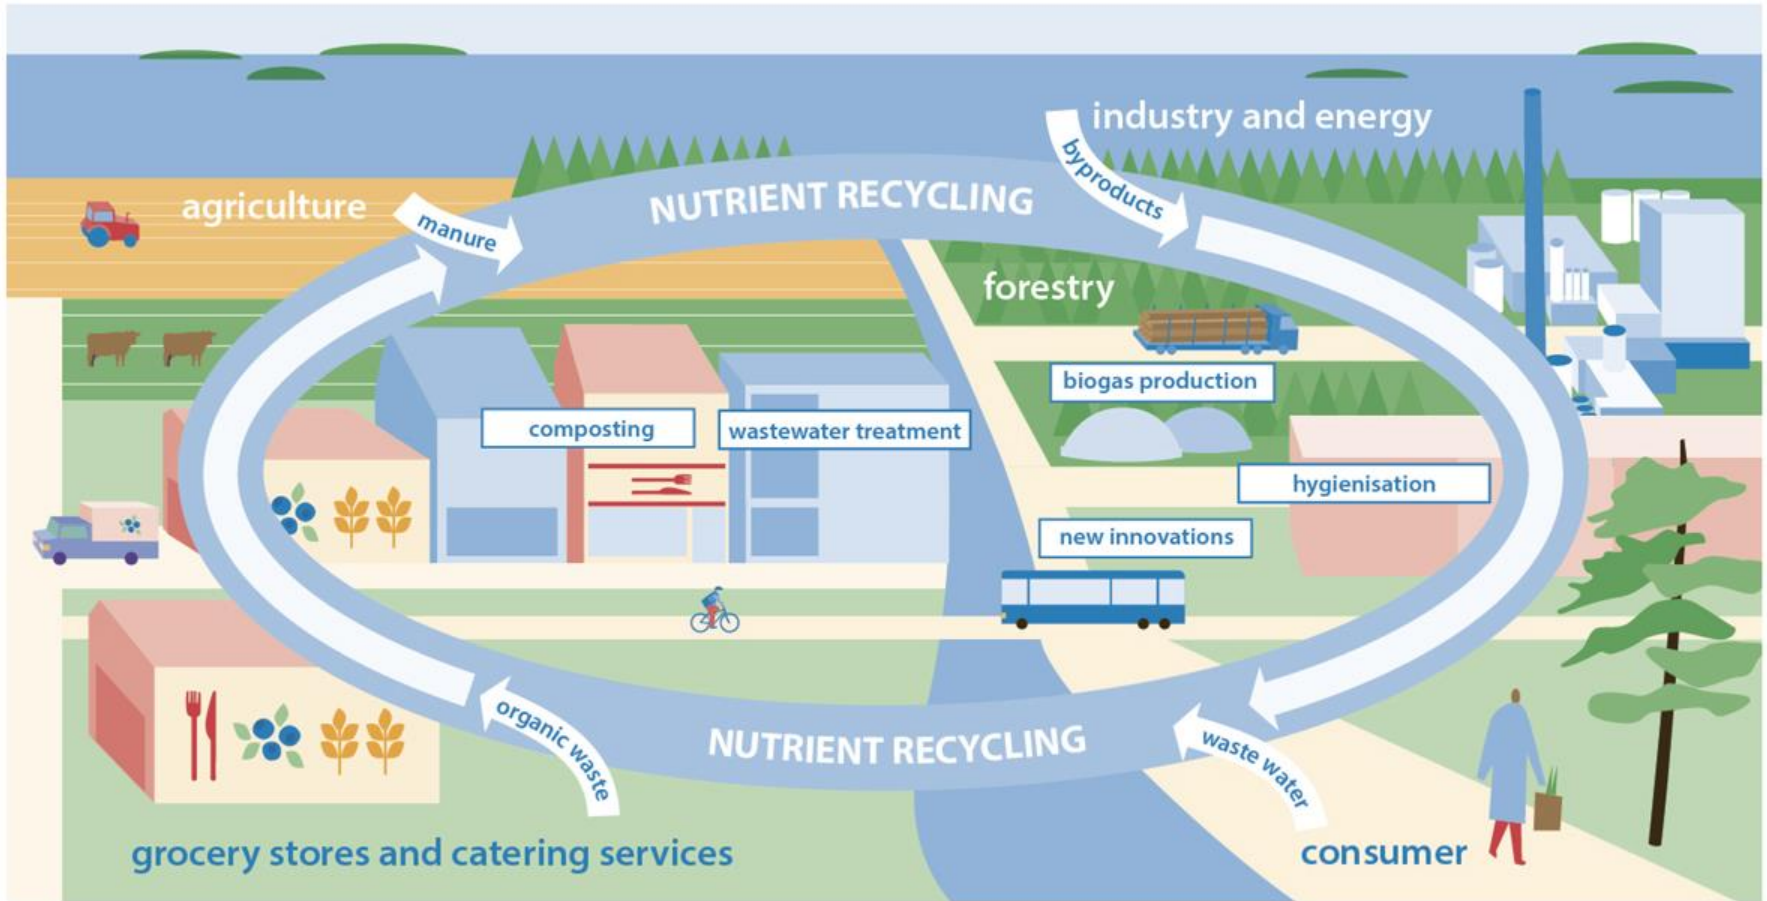 industry and energy
byproducts
NUTRIENT RECYCLING
agriculture
manure
forestry
biogas production
composting
wastewater treatment
hygienisation
new innovations
organic waste
NUTRIENT RECYCLING
waste water
grocery stores and catering services
consumer